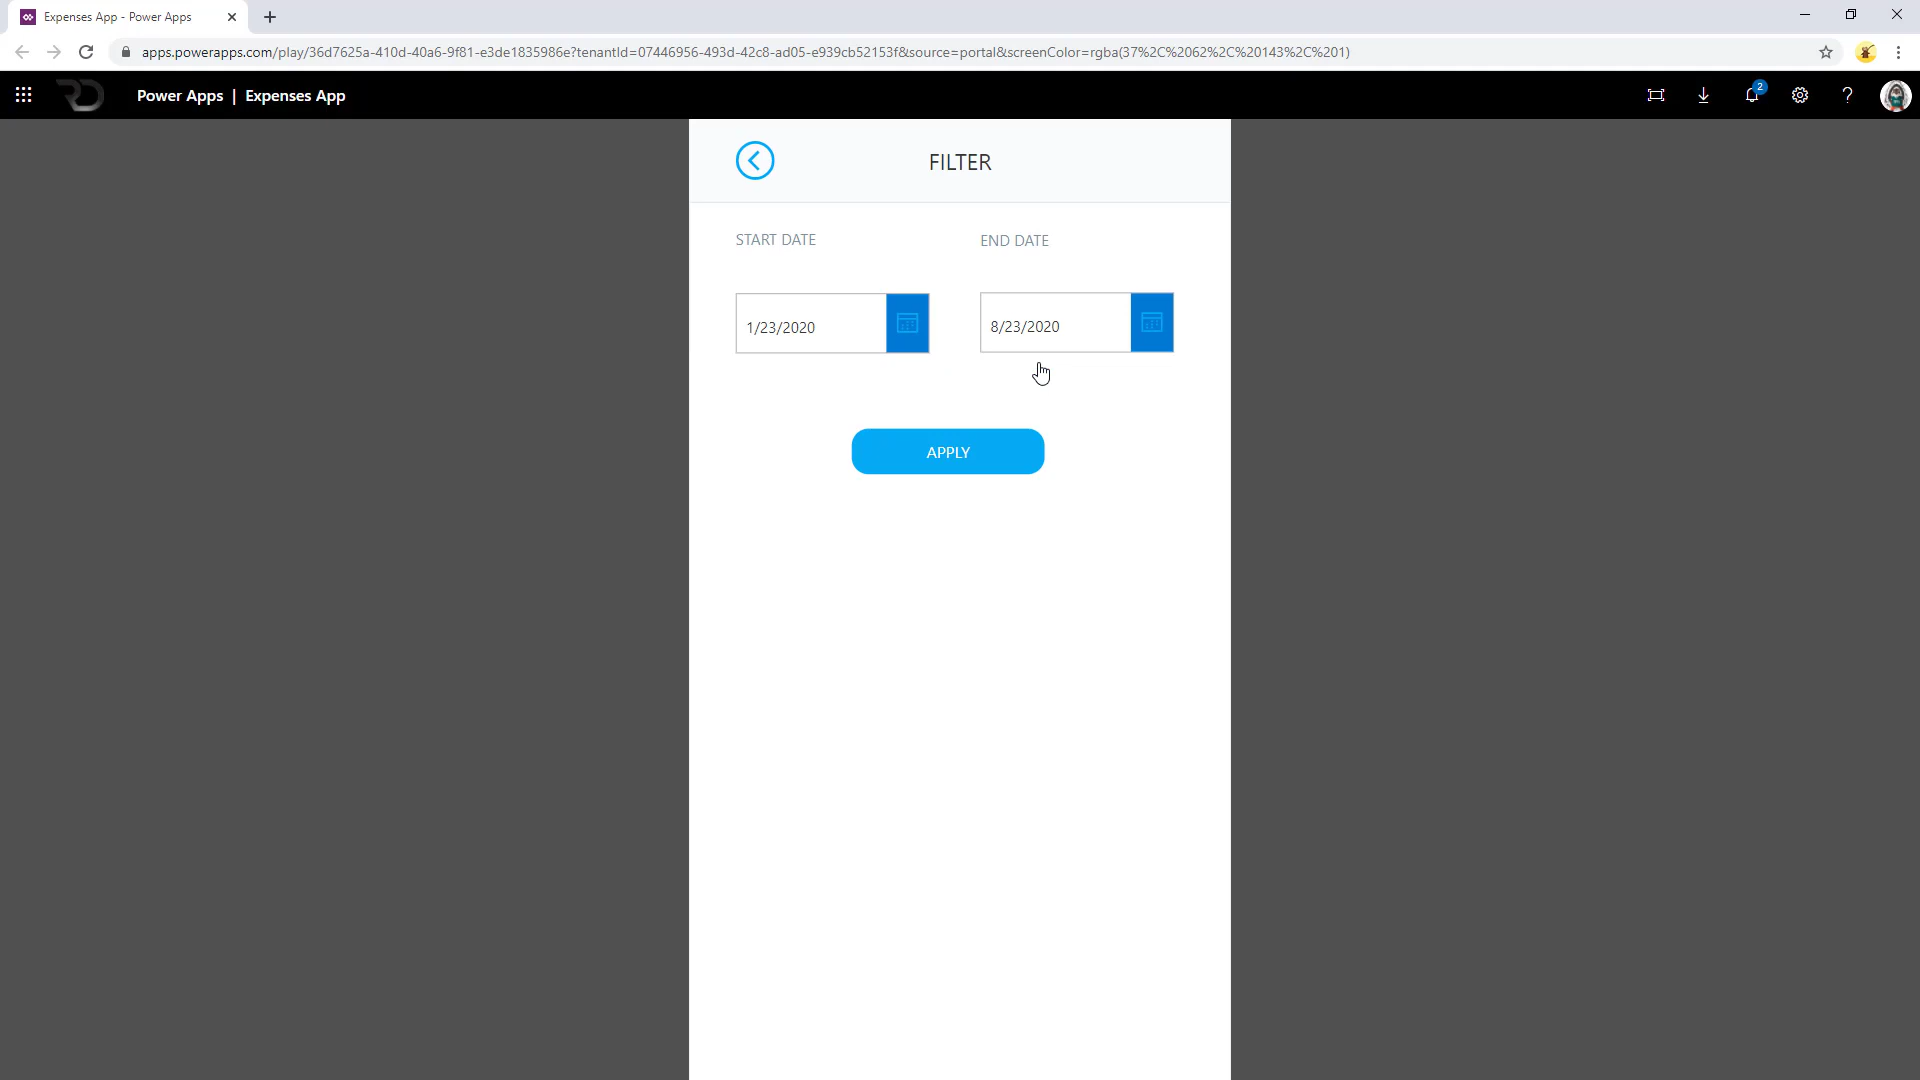 Expenses App - Power Apps
apps.powerapps.com/play/36d7625a-410d-40a6-9f81-e3de1835986e?tenantId=07446956-493d-42c8-ad05-e939cb52153f&source=portal&screenColor=rgba(37%2C%2062%2C%20143%2C%201)
RD Power Apps | Expenses App 2 ?
FILTER
START DATE END DATE
1/23/2020 8/23/2020
APPLY